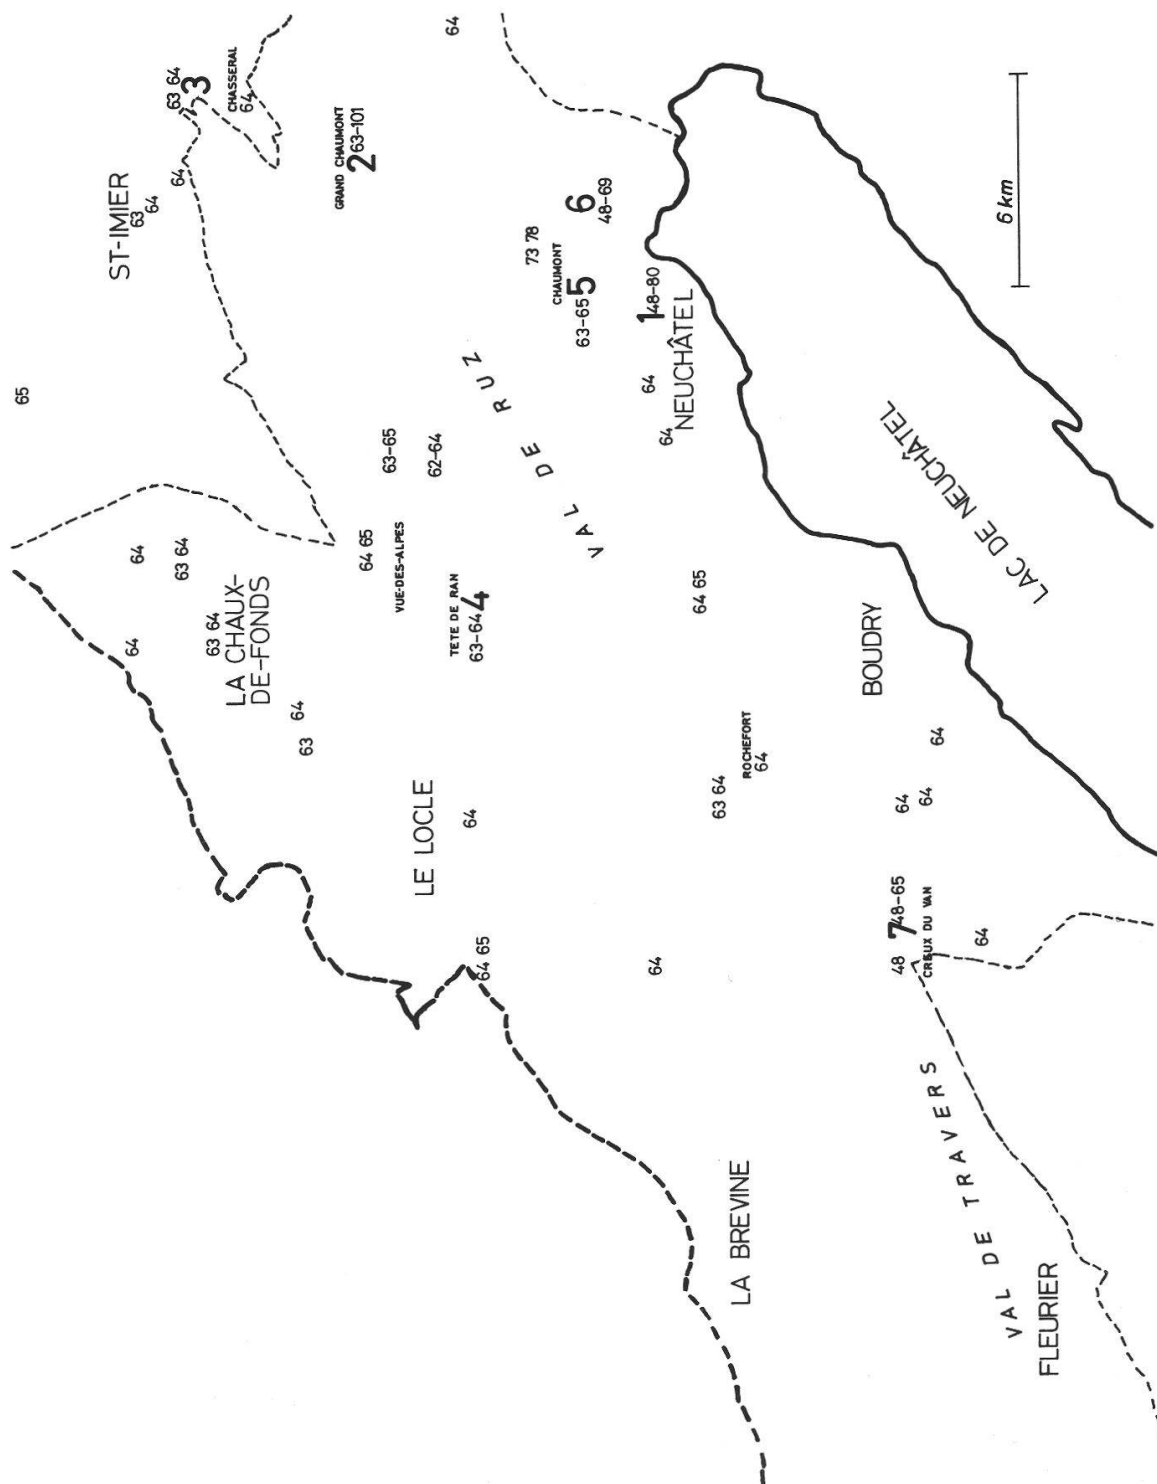 65
ST-IMIER
64
63
64
64
63 64
64
63 64
3
63 64
LA CHAUX-
DE-FONDS
CHASSERAL
64
64
63
GRAND CHAUMONT
2 63-101
64 65
VUE-DES-ALPES
63-65
62-64
64
LE LOCLE
TETE DE RAN
63-64 4
64
64 65
VAL DE RUZ
73 78
CHAUMONT
63-65 5
6
48-69
1 48-80
NEUCHÂTEL
64
64
64
64 65
63 64
ROCHEFORT
64
LA BREVINE
BOUDRY
48 7 48-65
CREUX DU VAN
64
64
64
64
LAC DE NEUCHÂTEL
6 km
VAL DE TRAVERS
FLEURIER